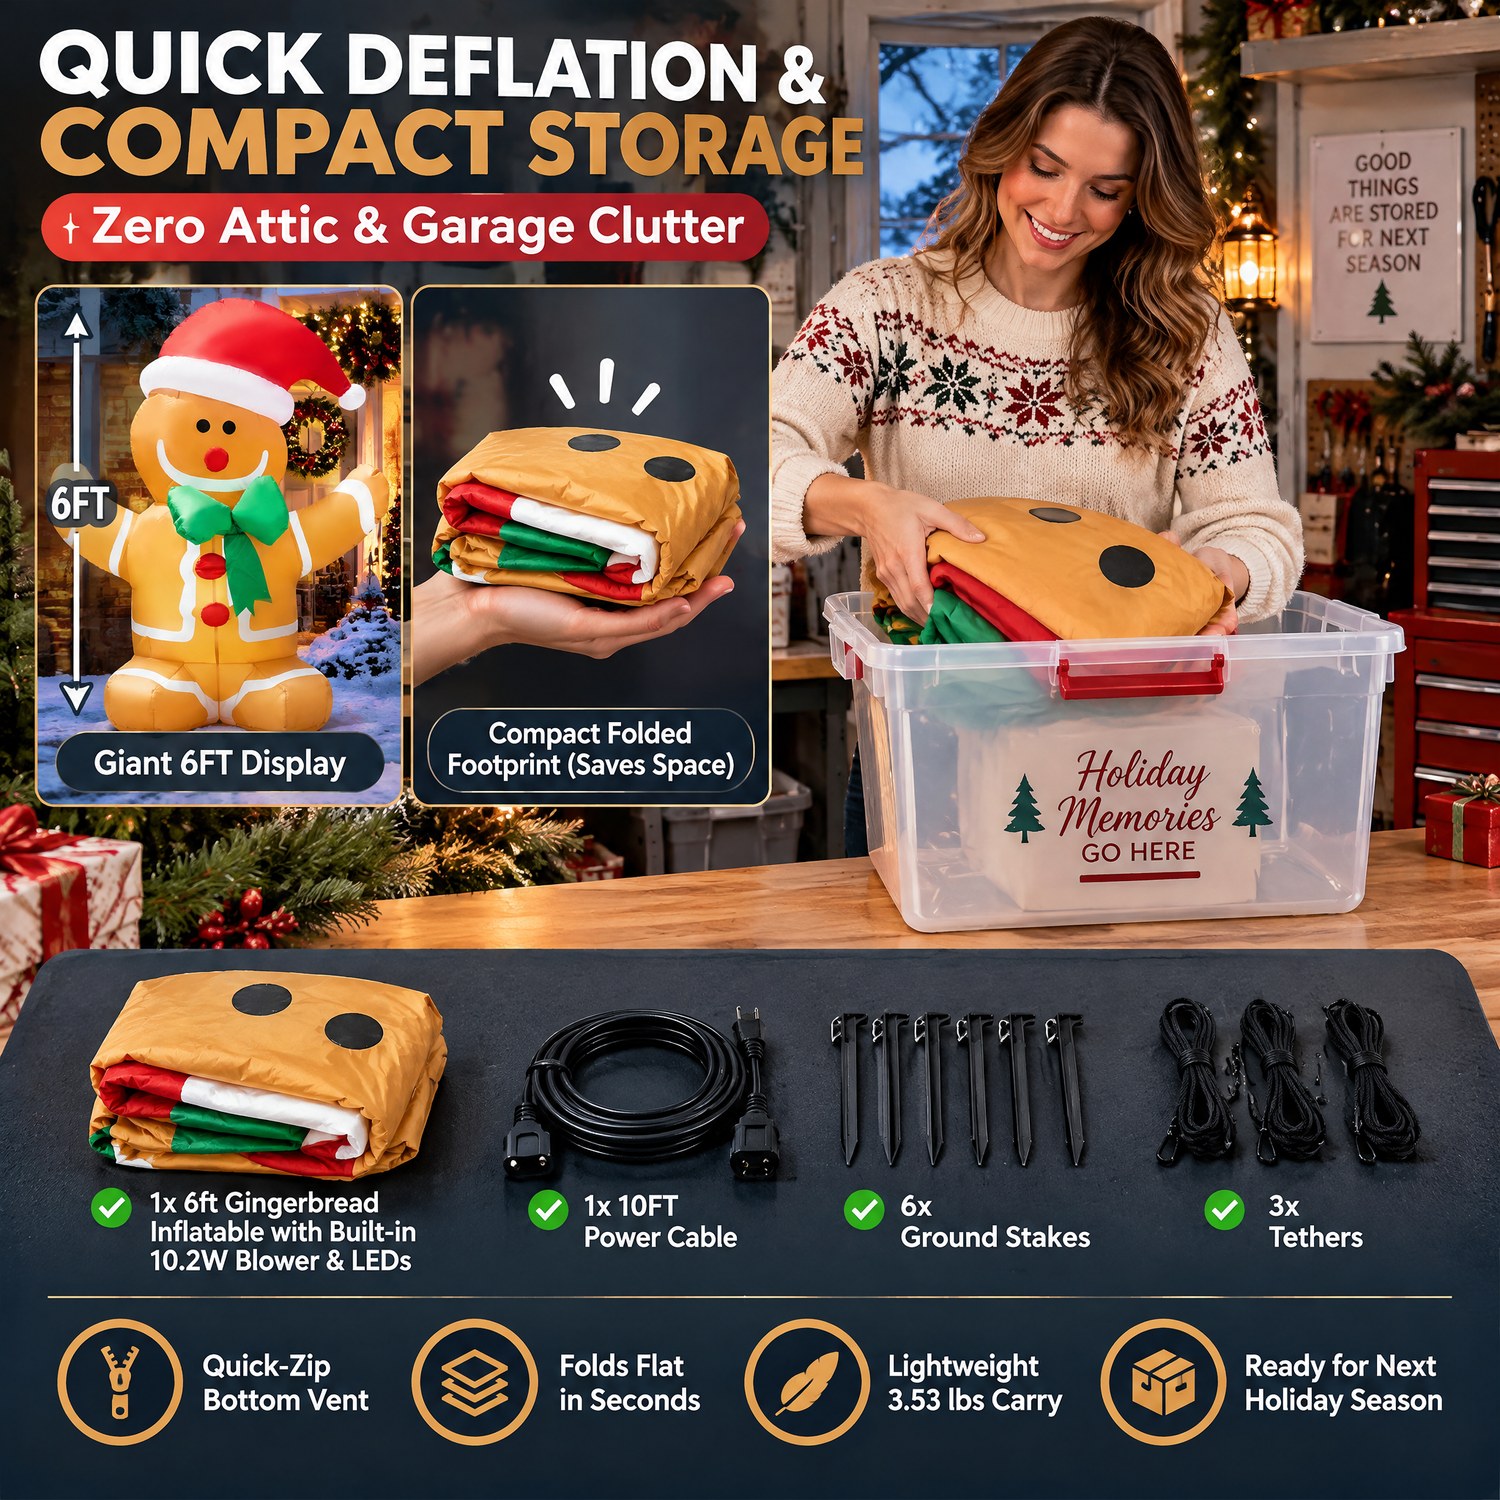 QUICK DEFLATION &
COMPACT STORAGE
Zero Attic & Garage Clutter
GOOD
THINGS
ARE STORED
FOR NEXT
SEASON
6FT
Giant 6FT Display
Compact Folded
Footprint (Saves Space)
Holiday
Memories
GO HERE
1x 6ft Gingerbread
Inflatable with Built-in
10.2W Blower & LEDs
1x 10FT
Power Cable
6x
Ground Stakes
3x
Tethers
Quick-Zip
Bottom Vent
Folds Flat
in Seconds
Lightweight
3.53 lbs Carry
Ready for Next
Holiday Season